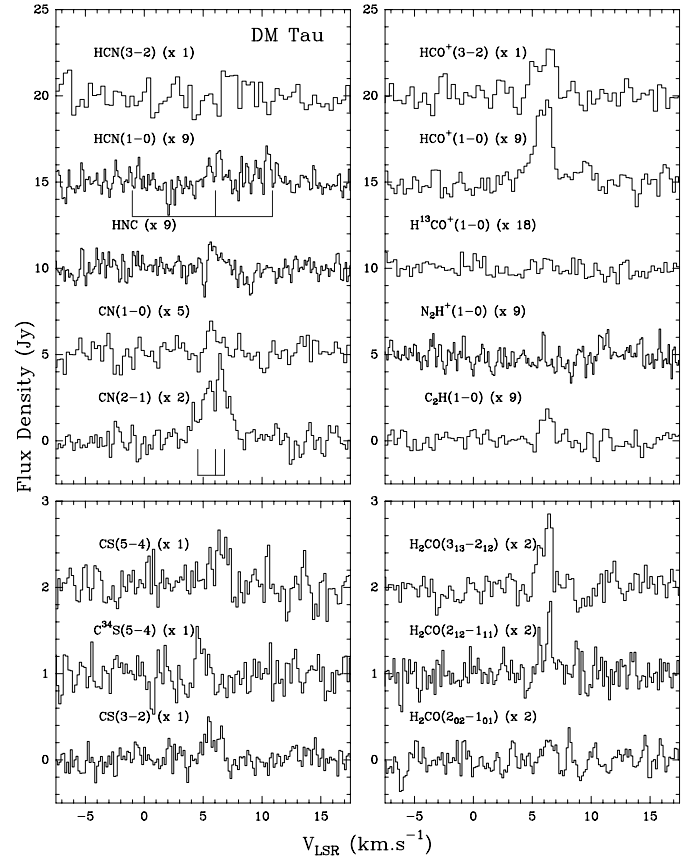 DM Tau
25
HCN(3-2) (x 1)
20
HCN(1-0) (x 9)
15
HNC (x 9)
10
CN(1-0) (x 5)
5
CN(2-1) (x 2)
0
25
HCO⁺(3-2) (x 1)
20
HCO⁺(1-0) (x 9)
15
H¹³CO⁺(1-0) (x 18)
10
N₂H⁺(1-0) (x 9)
5
C₂H(1-0) (x 9)
0
Flux Density (Jy)
3
CS(5-4) (x 1)
2
C³⁴S(5-4) (x 1)
1
CS(3-2) (x 1)
0
-5 0 5 10 15
3
H₂CO(3₁₃-2₁₂) (x 2)
2
H₂CO(2₁₂-1₁₁) (x 2)
1
H₂CO(2₀₂-1₀₁) (x 2)
0
-5 0 5 10 15
V_LSR (km.s⁻¹)